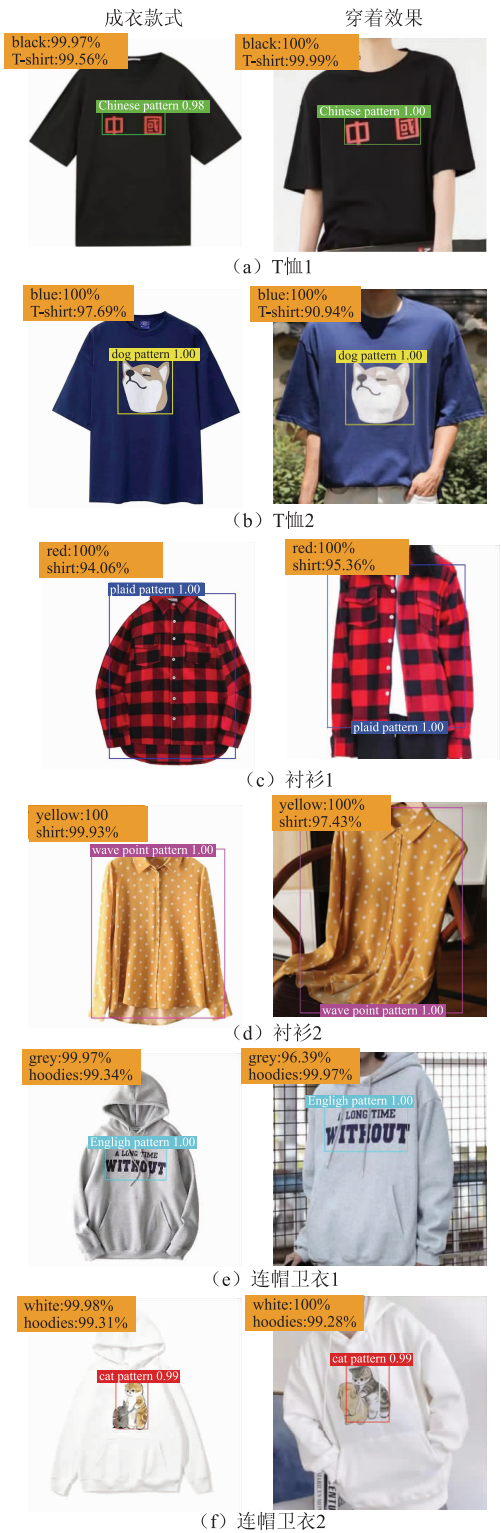 成衣款式 穿着效果
black:99.97%
T-shirt:99.56%
black:100%
T-shirt:99.99%
Chinese pattern 0.98
中 國
Chinese pattern 1.00
中 國
(a) T恤1
blue:100%
T-shirt:97.69%
blue:100%
T-shirt:90.94%
dog pattern 1.00
dog pattern 1.00
(b) T恤2
red:100%
shirt:94.06%
red:100%
shirt:95.36%
plaid pattern 1.00
plaid pattern 1.00
(c) 衬衫1
yellow:100
shirt:99.93%
yellow:100%
shirt:97.43%
wave point pattern 1.00
wave point pattern 1.00
(d) 衬衫2
grey:99.97%
hoodies:99.34%
grey:96.39%
hoodies:99.97%
Engligh pattern 1.00
A LONG TIME
WITHOUT
Engligh pattern 1.00
A LONG TIME
WITHOUT
(e) 连帽卫衣1
white:99.98%
hoodies:99.31%
white:100%
hoodies:99.28%
cat pattern 0.99
cat pattern 0.99
(f) 连帽卫衣2